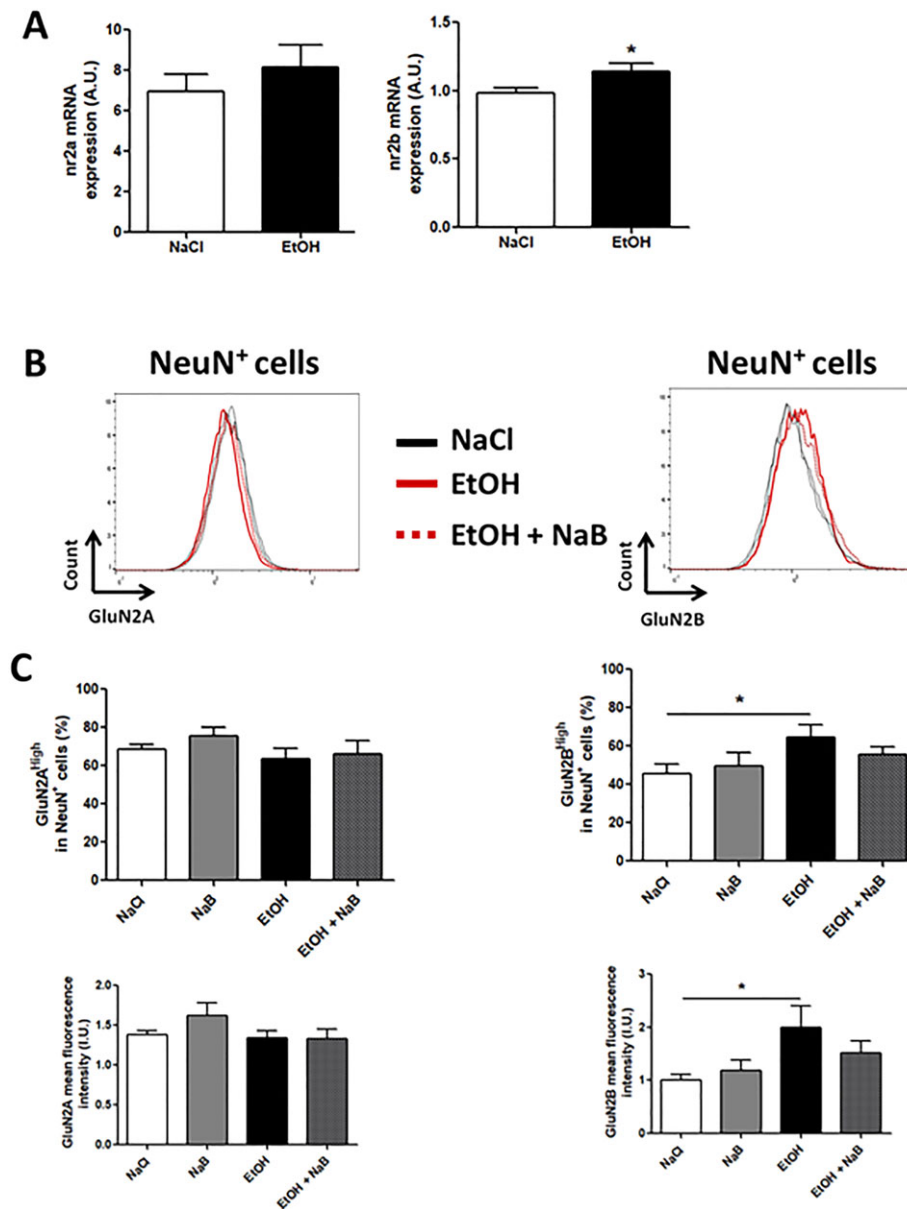 A
nr2a mRNA
expression (A.U.)
10
8
6
4
2
0
NaCl
EtOH
nr2b mRNA
expression (A.U.)
1.5
1.0
0.5
0.0
*
NaCl
EtOH
B
NeuN⁺ cells
Count
GluN2A
NaCl
EtOH
EtOH + NaB
NeuN⁺ cells
Count
GluN2B
C
GluN2A^High
in NeuN⁺ cells (%)
100
80
60
40
20
0
NaCl
NaB
EtOH
EtOH + NaB
GluN2B^High
in NeuN⁺ cells (%)
100
80
60
40
20
0
*
NaCl
NaB
EtOH
EtOH + NaB
GluN2A mean fluorescence
intensity (I.U.)
2.0
1.5
1.0
0.5
0.0
NaCl
NaB
EtOH
EtOH + NaB
GluN2B mean fluorescence
intensity (I.U.)
3
2
1
0
*
NaCl
NaB
EtOH
EtOH + NaB